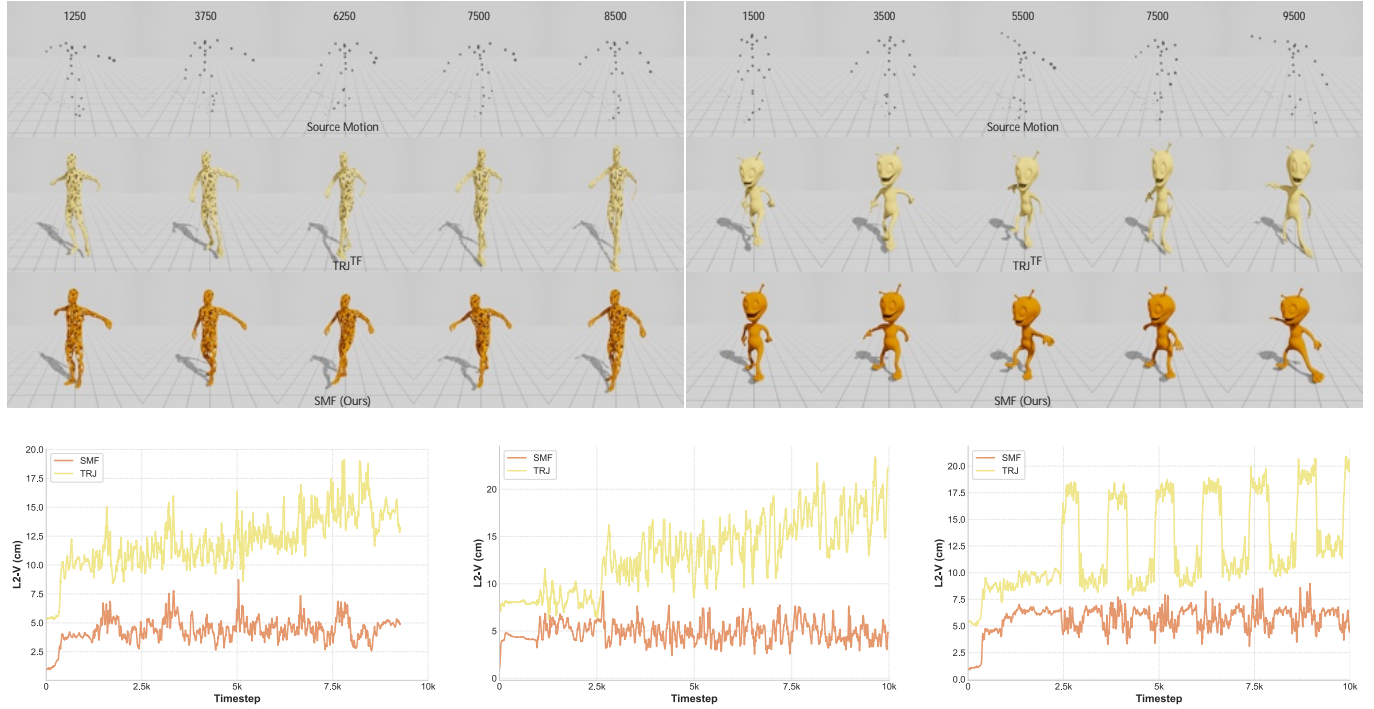 1250 3750 6250 7500 8500
Source Motion
TRJ^TF
SMF (Ours)
1500 3500 5500 7500 9500
Source Motion
TRJ^TF
SMF (Ours)
SMF
TRJ
L2-V (cm)
20.0
17.5
15.0
12.5
10.0
7.5
5.0
2.5
0 2.5k 5k 7.5k 10k
Timestep
SMF
TRJ
L2-V (cm)
20
15
10
5
0
0 2.5k 5k 7.5k 10k
Timestep
SMF
TRJ
L2-V (cm)
20.0
17.5
15.0
12.5
10.0
7.5
5.0
2.5
0.0
0 2.5k 5k 7.5k 10k
Timestep